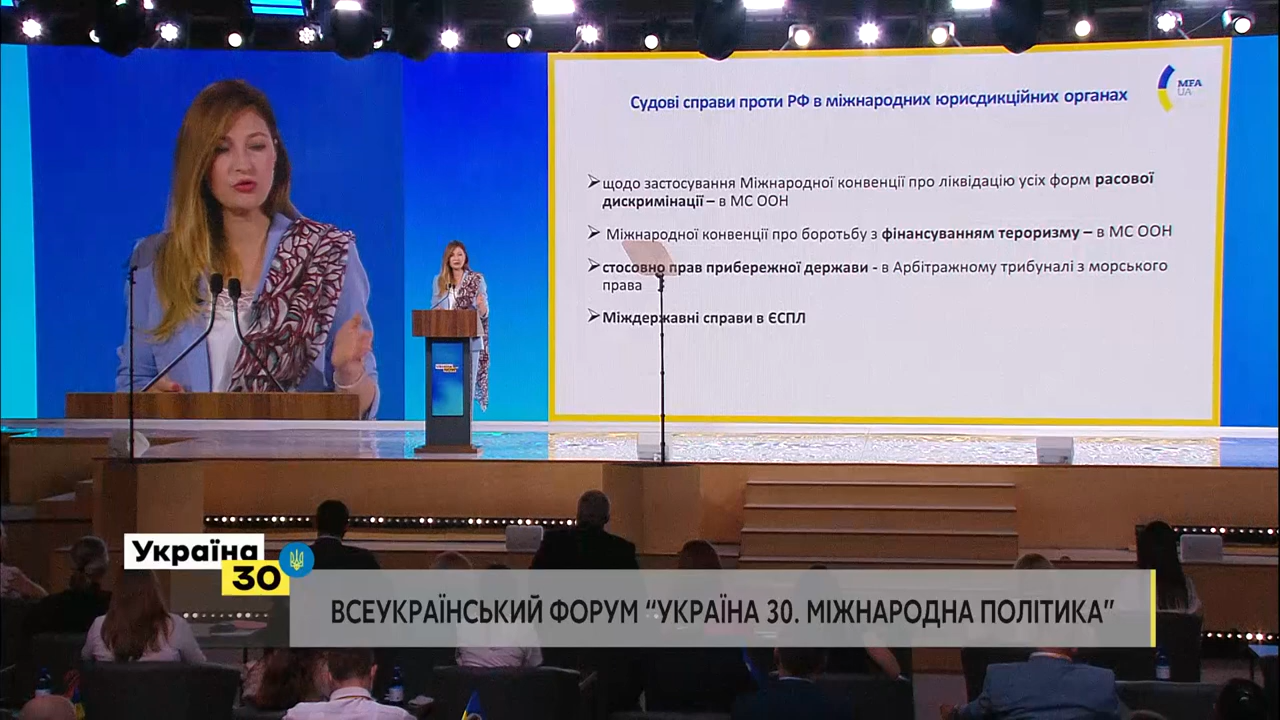 Судові справи проти РФ в міжнародних юрисдикційних органах
MFA
UA
щодо застосування Міжнародної конвенції про ліквідацію усіх форм расової
дискримінації – в МС ООН
Міжнародної конвенції про боротьбу з фінансуванням тероризму – в МС ООН
стосовно прав прибережної держави - в Арбітражному трибуналі з морського
права
Міждержавні справи в ЄСПЛ
Україна
30
ВСЕУКРАЇНСЬКИЙ ФОРУМ “УКРАЇНА 30. МІЖНАРОДНА ПОЛІТИКА”